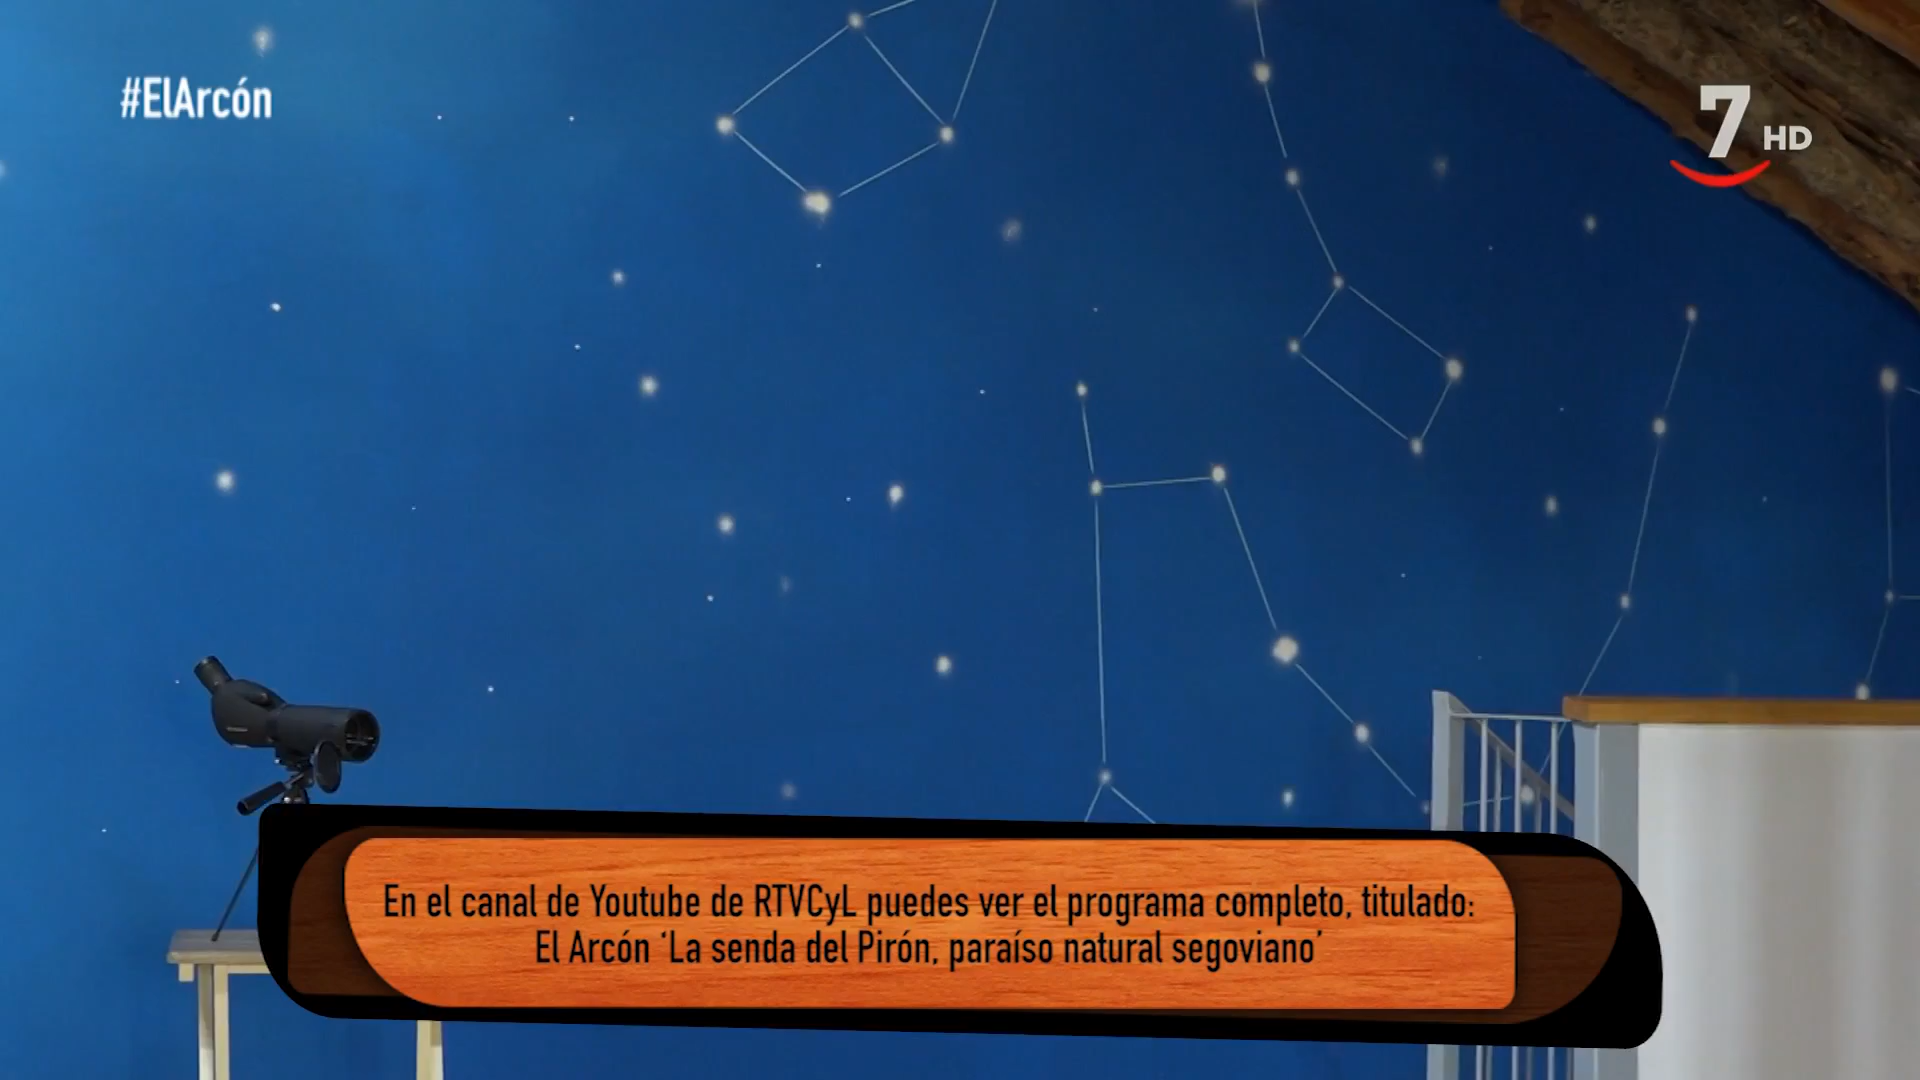 #ElArcón
7 HD
En el canal de Youtube de RTVCyL puedes ver el programa completo, titulado:
El Arcón ‘La senda del Pirón, paraíso natural segoviano’